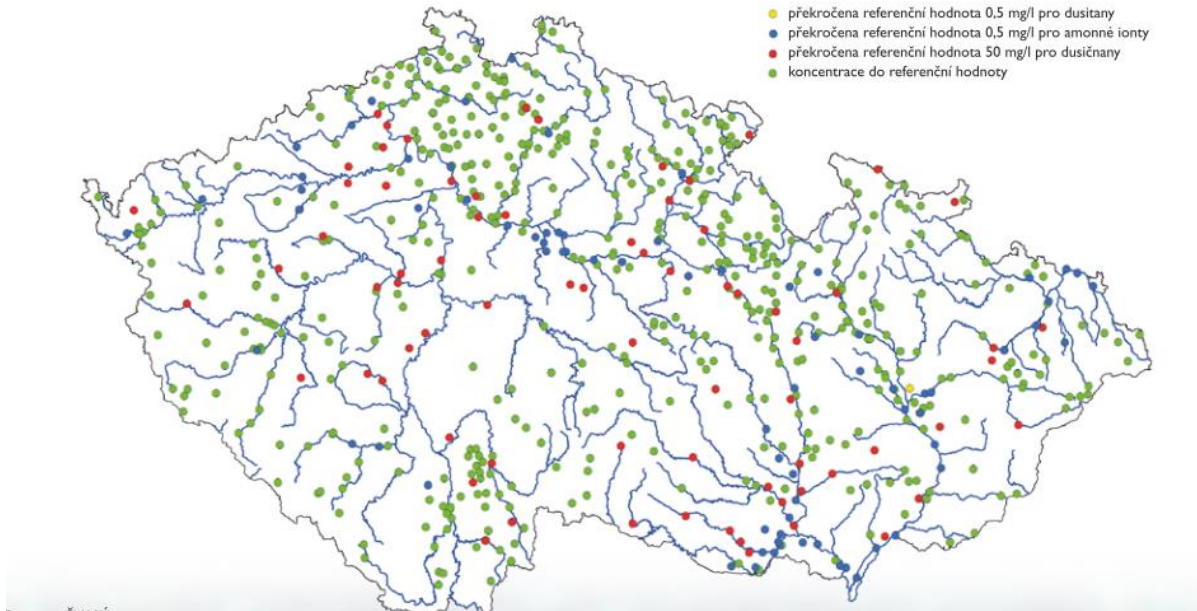 překročena referenční hodnota 0,5 mg/l pro dusitany
překročena referenční hodnota 0,5 mg/l pro amonné ionty
překročena referenční hodnota 50 mg/l pro dusičnany
koncentrace do referenční hodnoty